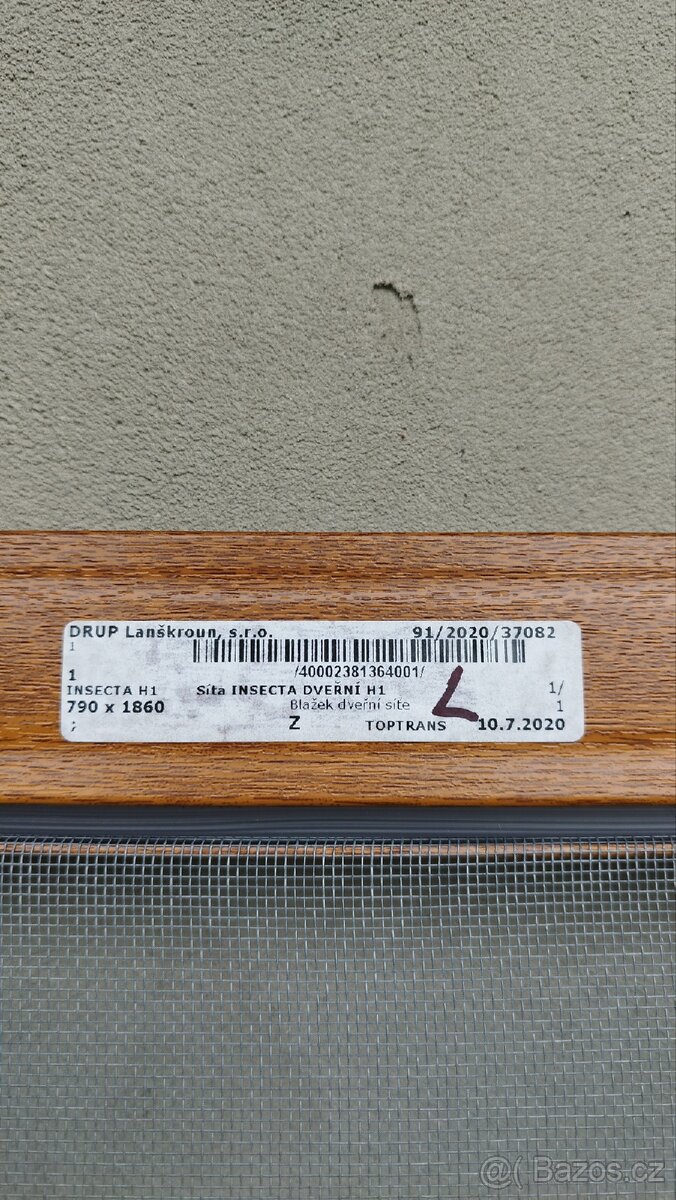 DRUP Lanškroun, s.r.o. 91/2020/37082
1
/40002381364001/
1
INSECTA H1 Síta INSECTA DVEŘNÍ H1 1/
790 x 1860 Blažek dveřní síte 1
; Z TOPTRANS 10.7.2020
L
@( Bazos.cz